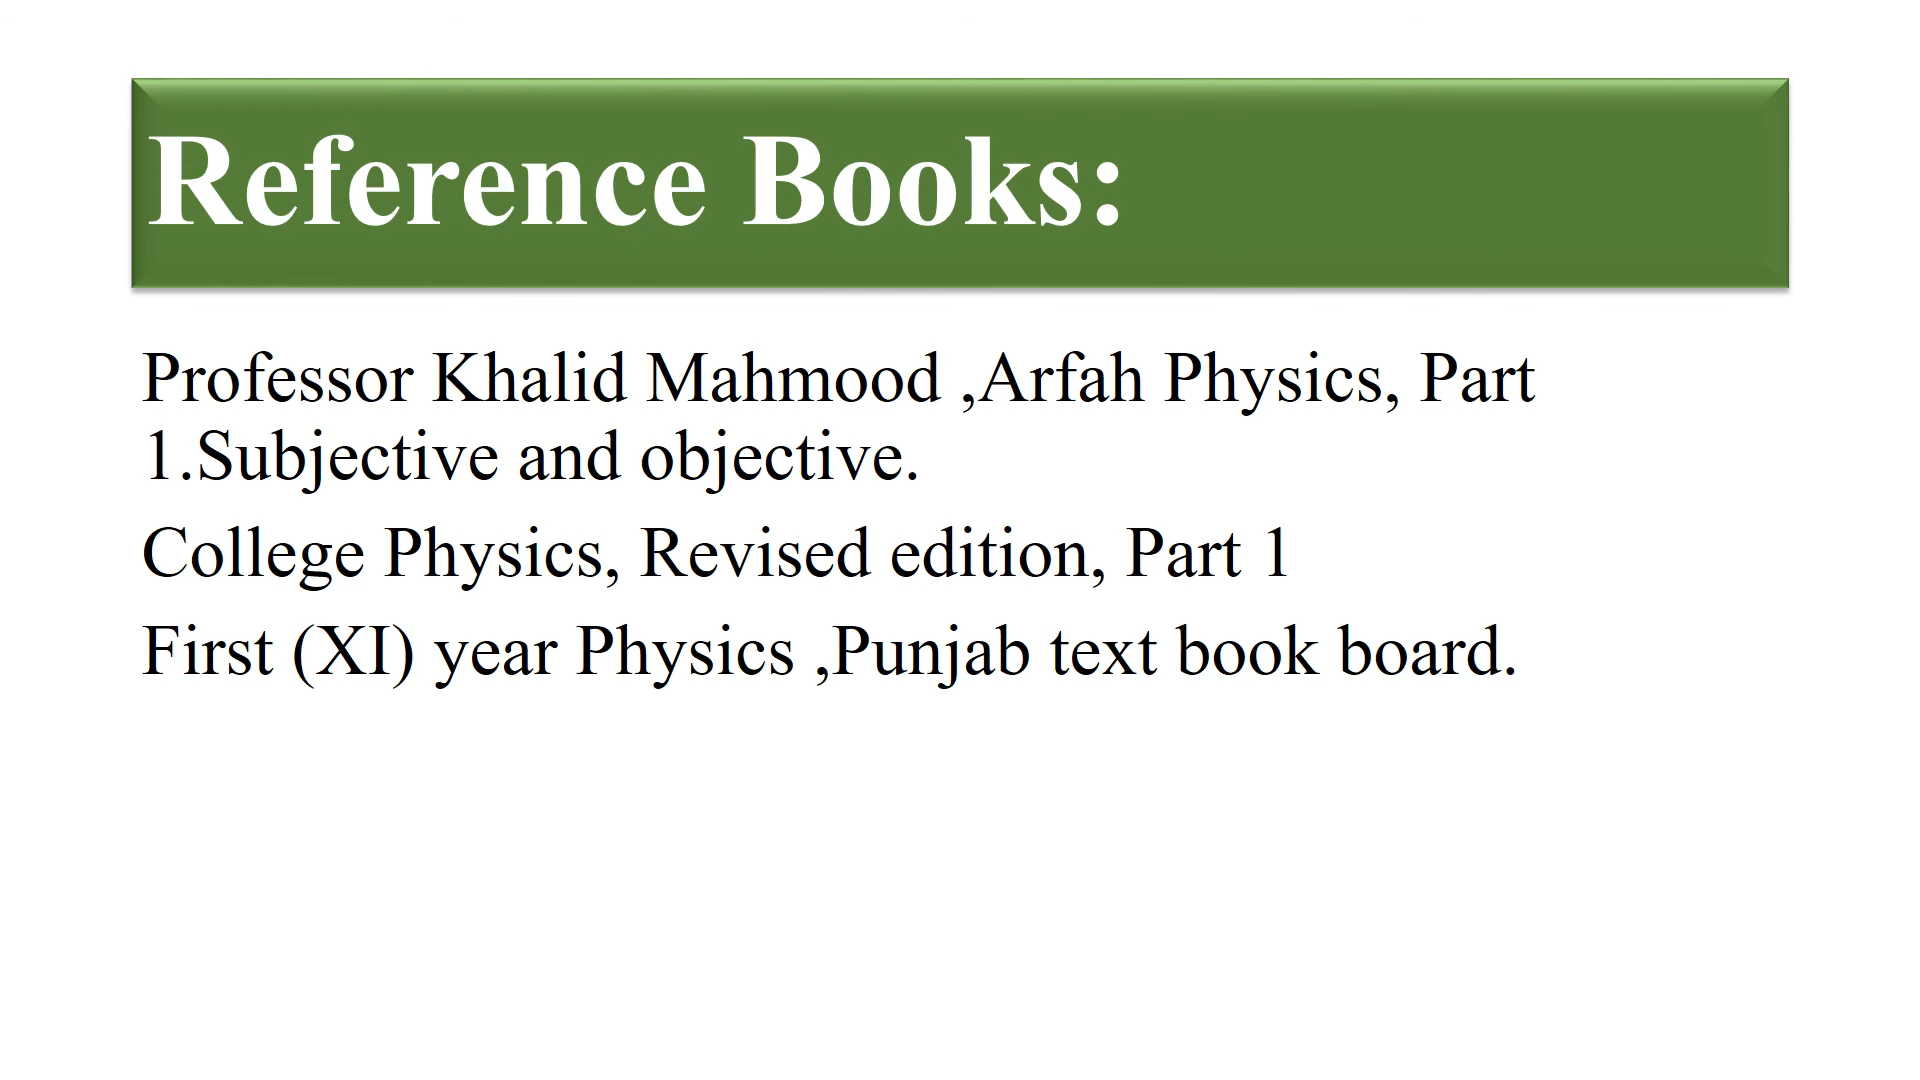 Reference Books:
Professor Khalid Mahmood ,Arfah Physics, Part
1.Subjective and objective.
College Physics, Revised edition, Part 1
First (XI) year Physics ,Punjab text book board.